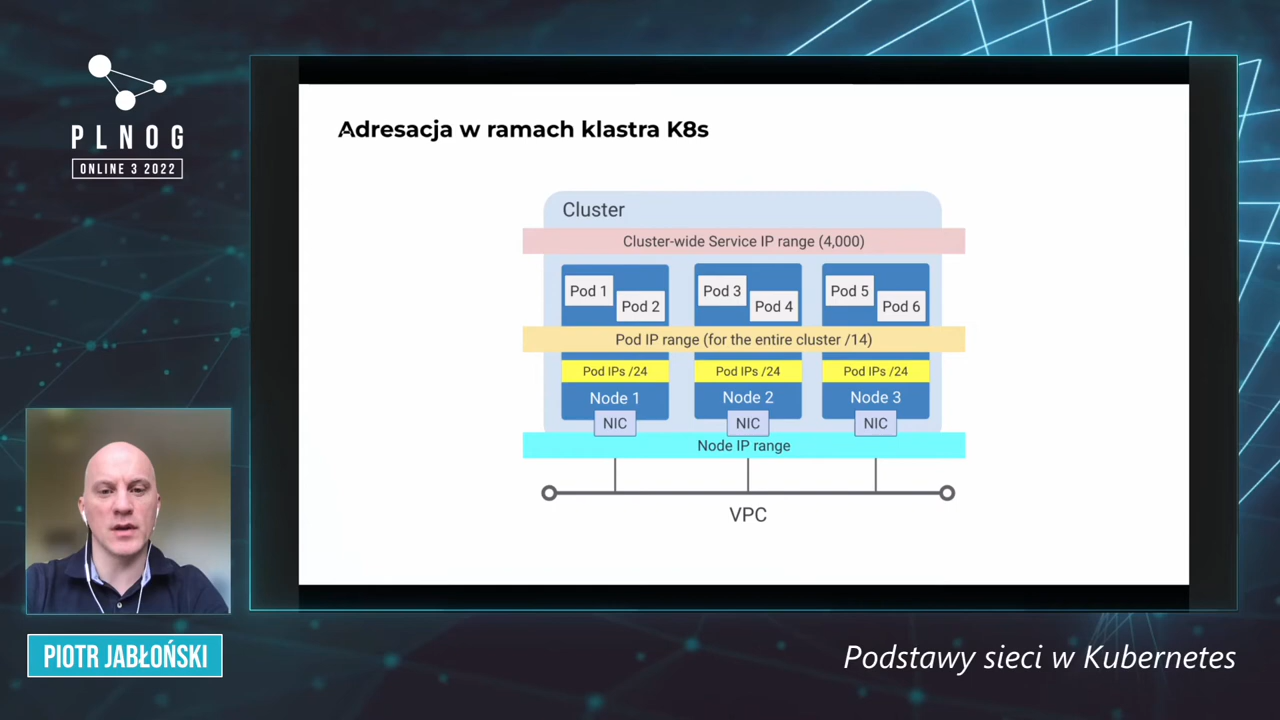 PLNOG
ONLINE 3 2022
Adresacja w ramach klastra K8s
Cluster
Cluster-wide Service IP range (4,000)
Pod 1
Pod 2
Pod 3
Pod 4
Pod 5
Pod 6
Pod IP range (for the entire cluster /14)
Pod IPs /24
Pod IPs /24
Pod IPs /24
Node 1
Node 2
Node 3
NIC
NIC
NIC
Node IP range
VPC
PIOTR JABŁOŃSKI
Podstawy sieci w Kubernetes